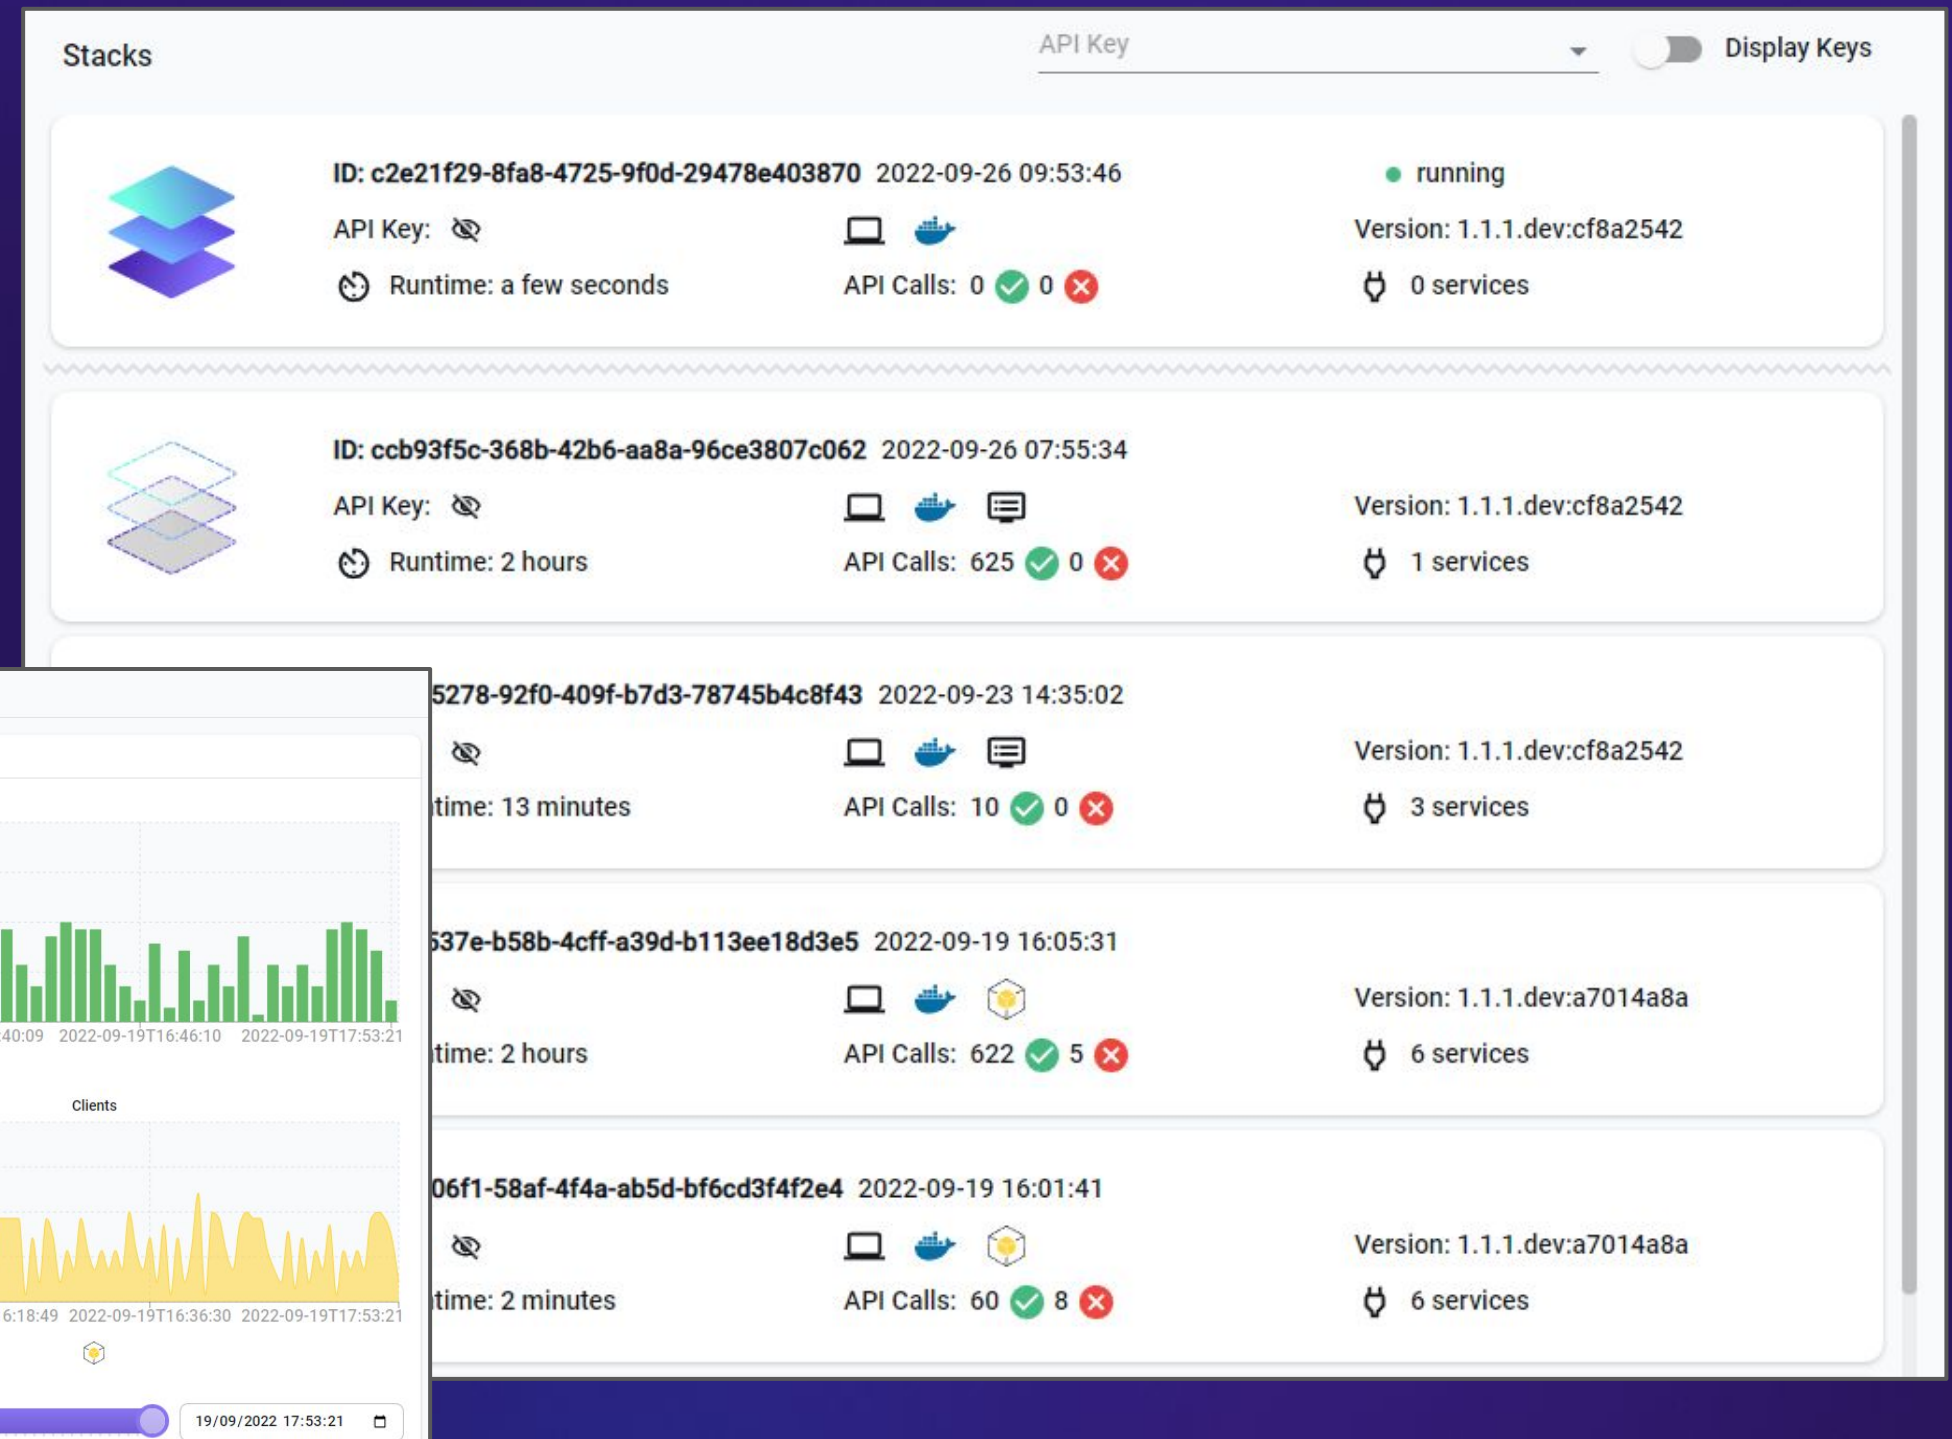 Stacks
API Key
Display Keys
ID: c2e21f29-8fa8-4725-9f0d-29478e403870 2022-09-26 09:53:46
running
API Key:
Version: 1.1.1.dev:cf8a2542
Runtime: a few seconds
API Calls: 0 0
0 services
ID: ccb93f5c-368b-42b6-aa8a-96ce3807c062 2022-09-26 07:55:34
API Key:
Version: 1.1.1.dev:cf8a2542
Runtime: 2 hours
API Calls: 625 0
1 services
5278-92f0-409f-b7d3-78745b4c8f43 2022-09-23 14:35:02
Version: 1.1.1.dev:cf8a2542
time: 13 minutes
API Calls: 10 0
3 services
537e-b58b-4cff-a39d-b113ee18d3e5 2022-09-19 16:05:31
Version: 1.1.1.dev:a7014a8a
time: 2 hours
API Calls: 622 5
6 services
06f1-58af-4f4a-ab5d-bf6cd3f4f2e4 2022-09-19 16:01:41
Version: 1.1.1.dev:a7014a8a
time: 2 minutes
API Calls: 60 8
6 services
:40:09 2022-09-19T16:46:10 2022-09-19T17:53:21
Clients
6:18:49 2022-09-19T16:36:30 2022-09-19T17:53:21
19/09/2022 17:53:21